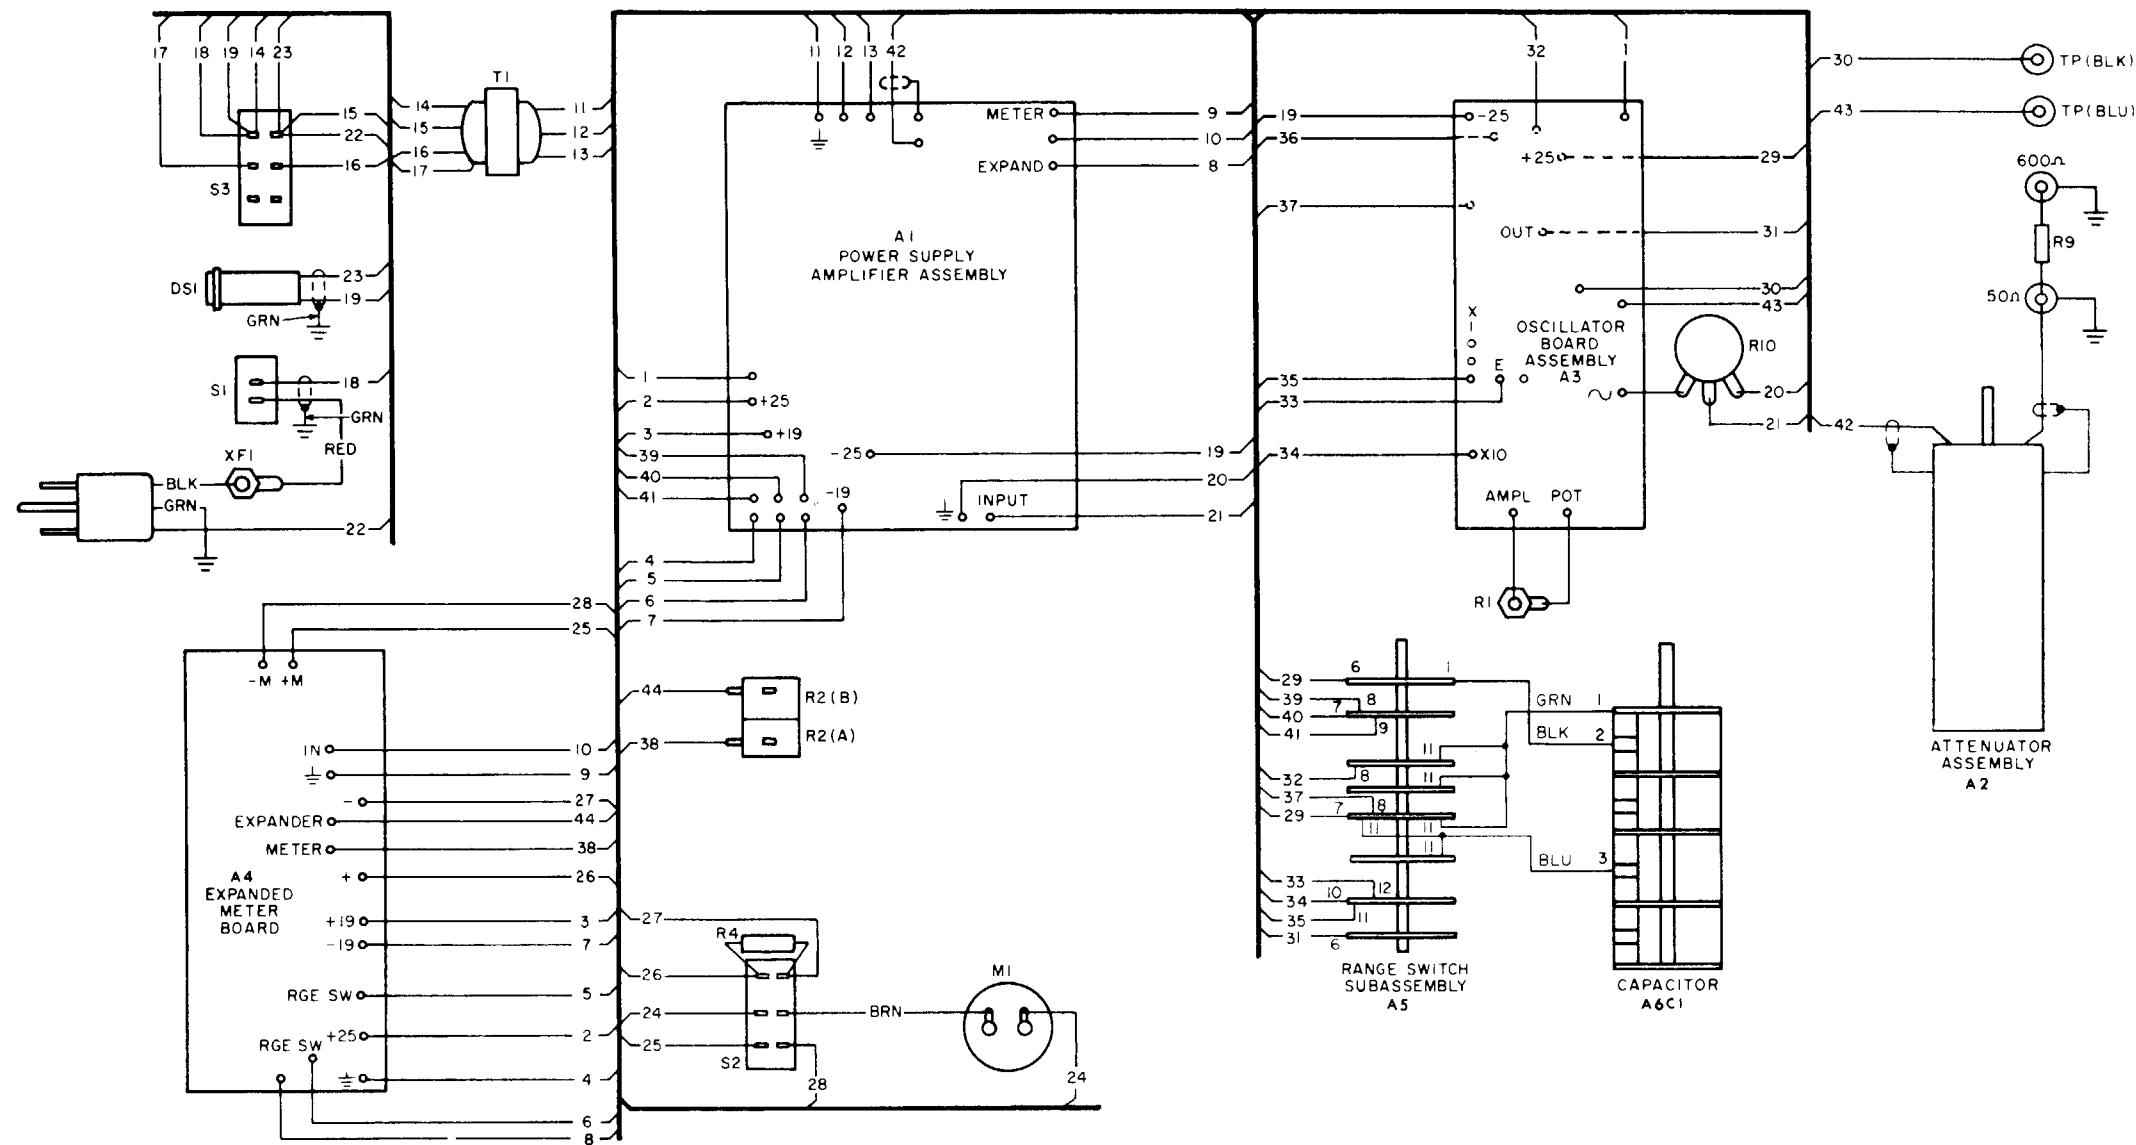 17 18 19 14 23
11 12 13 42
32 1
30 TP(BLK)
43 TP(BLU)
T1
14 11
15 15
22 12
16 16 13
17
S3
METER 9
10
EXPAND 8
19 -25
36
+25 29
37
OUT 31
30
43
A1
POWER SUPPLY
AMPLIFIER ASSEMBLY
600Ω
R9
50Ω
DS1 23
19
GRN
S1 18
GRN
RED
XF1
BLK
GRN
22
1
2 +25
3 +19
39
40
41
-25 19
-19
20
INPUT
21
4
5
6
7
X
1
E
OSCILLATOR
BOARD
ASSEMBLY
A3
35
33
34 X10
AMPL POT
R10
20
21
42
R1
ATTENUATOR
ASSEMBLY
A2
28
25
-M +M
IN 10
9
- 27
EXPANDER 44
METER 38
+ 26
A4
EXPANDED
METER
BOARD
+19 3
-19 7
RGE SW 5
+25 2
RGE SW
4
6
8
44 R2(B)
38 R2(A)
27
R4
26
24 BRN
25
S2
28
M1
24
29 6 1
39 8
40 7
41 9
11
32 8 11
37 8
29 7
11 11
11
33 12
34 10
35 11
31 6
RANGE SWITCH
SUBASSEMBLY
A5
GRN 1
BLK 2
BLU 3
CAPACITOR
A6C1